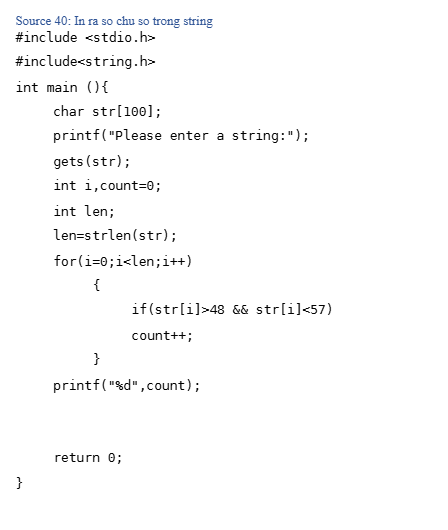 Source 40: In ra so chu so trong string
#include <stdio.h>
#include<string.h>
int main (){
char str[100];
printf("Please enter a string:");
gets(str);
int i,count=0;
int len;
len=strlen(str);
for(i=0;i<len;i++)
{
if(str[i]>48 && str[i]<57)
count++;
}
printf("%d",count);
return 0;
}